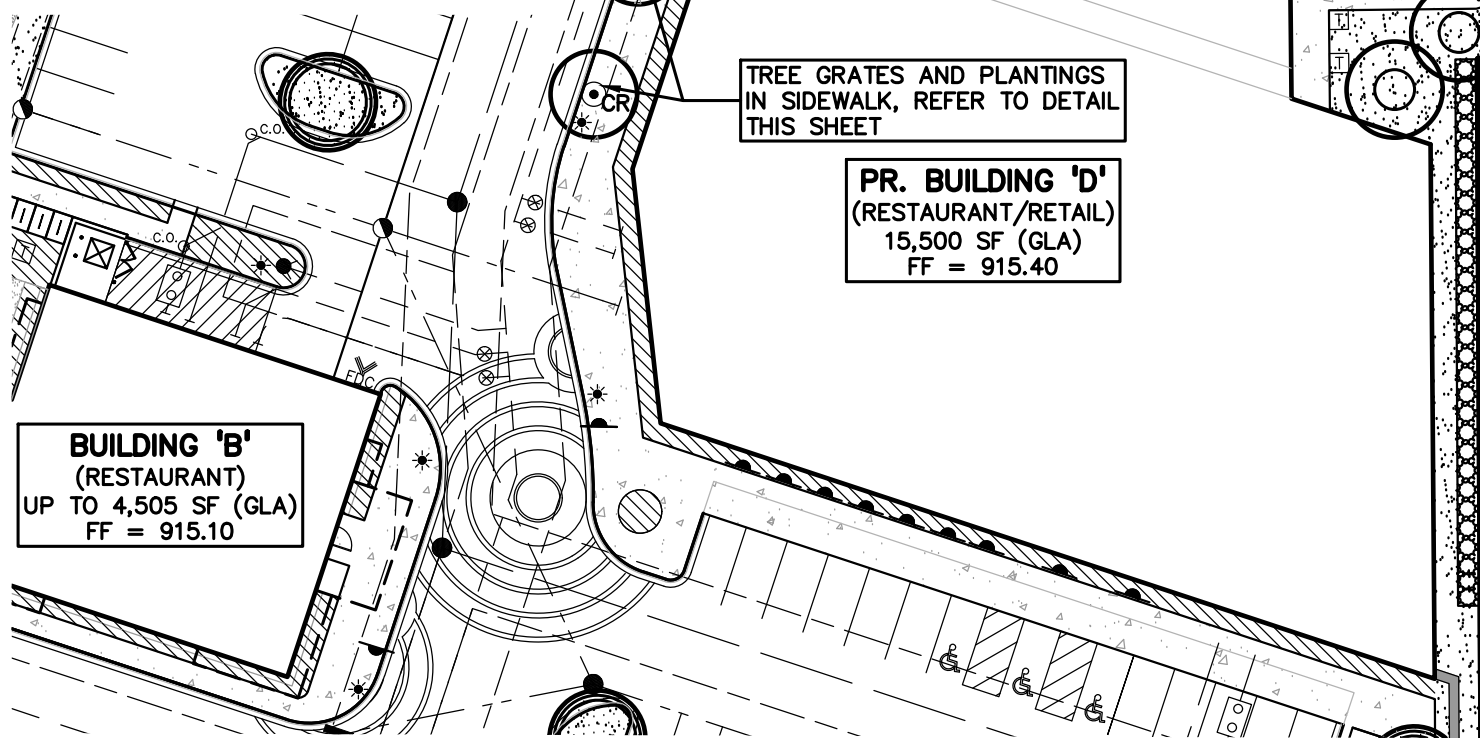 TREE GRATES AND PLANTINGS
IN SIDEWALK, REFER TO DETAIL
THIS SHEET
CR
T
T
C.O.
PR. BUILDING 'D'
(RESTAURANT/RETAIL)
15,500 SF (GLA)
FF = 915.40
C.O.
T
FDC
BUILDING 'B'
(RESTAURANT)
UP TO 4,505 SF (GLA)
FF = 915.10